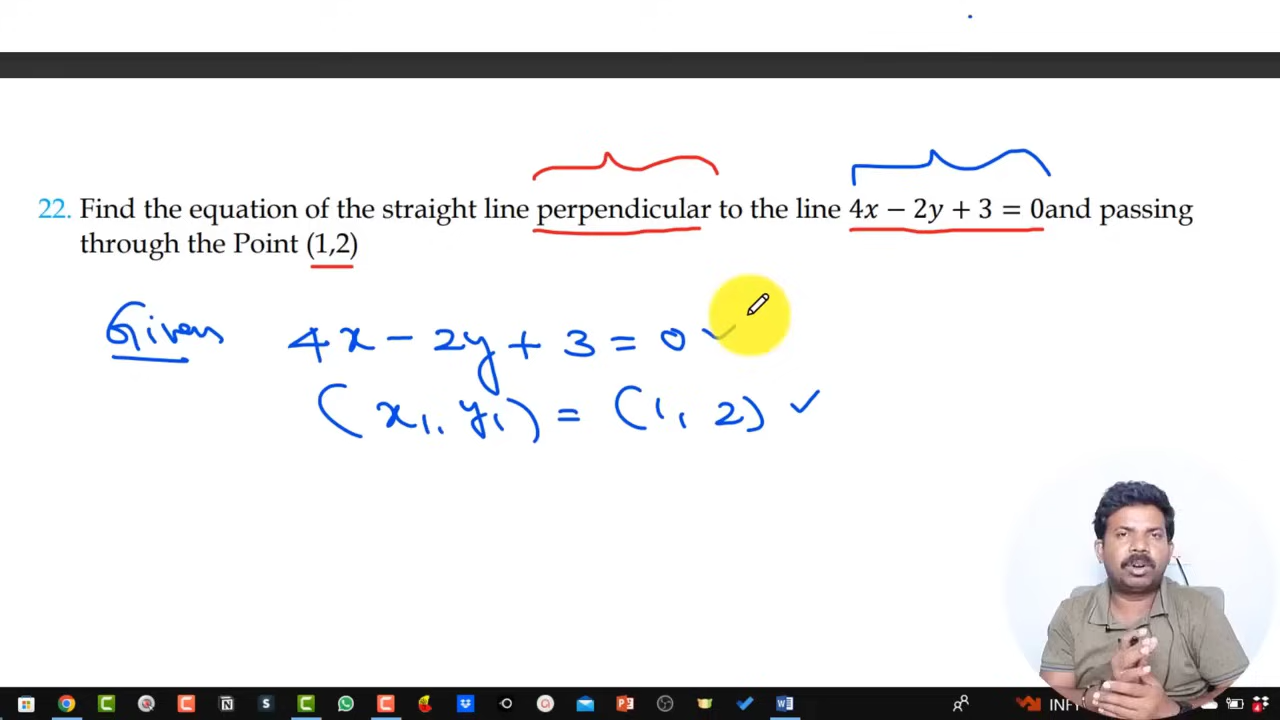 22. Find the equation of the straight line perpendicular to the line 4x − 2y + 3 = 0and passing
through the Point (1,2)
Given 4x - 2y + 3 = 0 ✓
(x₁, y₁) = (1, 2) ✓
INF